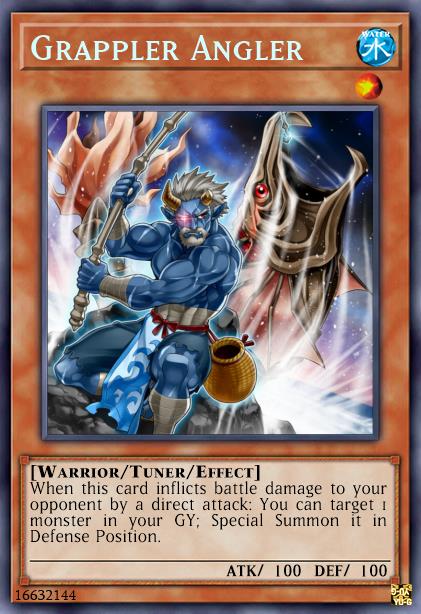 GRAPPLER ANGLER
WATER
水
[WARRIOR/TUNER/EFFECT]
When this card inflicts battle damage to your
opponent by a direct attack: You can target 1
monster in your GY; Special Summon it in
Defense Position.
ATK/ 100 DEF/ 100
16632144